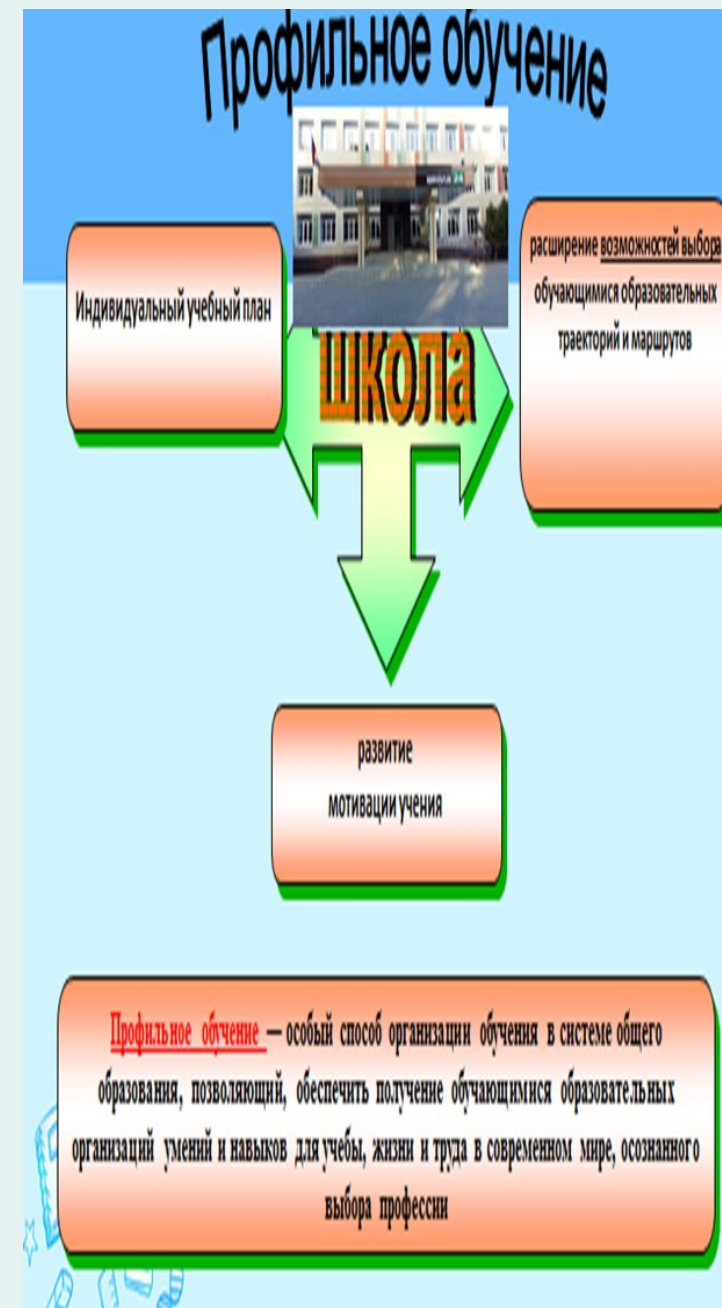 Профильное обучение
Индивидуальный учебный план
расширение возможностей выбора
обучающимися образовательных
траекторий и маршрутов
школа
развитие
мотивации учения
Профильное обучение — особый способ организации обучения в системе общего
образования, позволяющий, обеспечить получение обучающимися образовательных
организаций умений и навыков для учебы, жизни и труда в современном мире, осознанного
выбора профессии